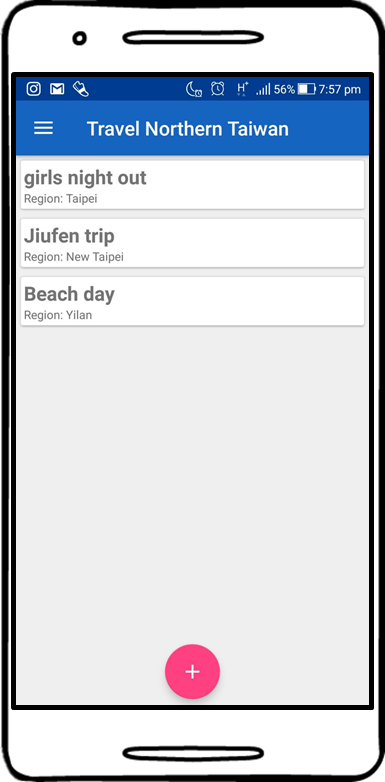 H+ 56% 7:57 pm
Travel Northern Taiwan
girls night out
Region: Taipei
Jiufen trip
Region: New Taipei
Beach day
Region: Yilan
+